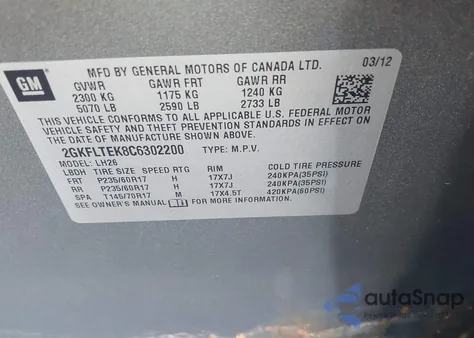 GM
MFD BY GENERAL MOTORS OF CANADA LTD.
03/12
GVWR GAWR FRT GAWR RR
2300 KG 1175 KG 1240 KG
5070 LB 2590 LB 2733 LB
THIS VEHICLE CONFORMS TO ALL APPLICABLE U.S. FEDERAL MOTOR
VEHICLE SAFETY AND THEFT PREVENTION STANDARDS IN EFFECT ON
THE DATE OF MANUFACTURE SHOWN ABOVE.
2GKFLTEK8C6302200 TYPE: M.P.V.
MODEL: LH26
LBDH TIRE SIZE SPEED RTG RIM COLD TIRE PRESSURE
FRT P235/60R17 H 17X7J 240KPA(35PSI)
RR P235/60R17 H 17X7J 240KPA(35PSI)
SPA T145/70R17 M 17X4.5T 420KPA(60PSI)
SEE OWNER'S MANUAL FOR MORE INFORMATION.
autoSnap